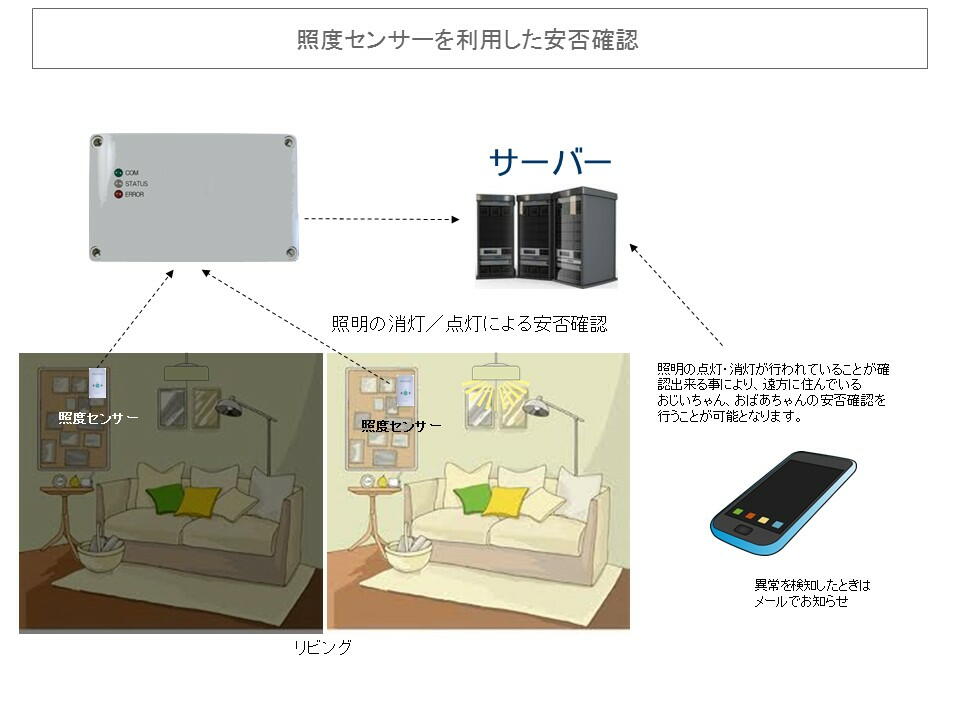 照度センサーを利用した安否確認
COM
STATUS
ERROR
サーバー
照明の消灯／点灯による安否確認
照度センサー
照度センサー
リビング
照明の点灯・消灯が行われていることが確
認出来る事により、遠方に住んでいる
おじいちゃん、おばあちゃんの安否確認を
行うことが可能となります。
異常を検知したときは
メールでお知らせ